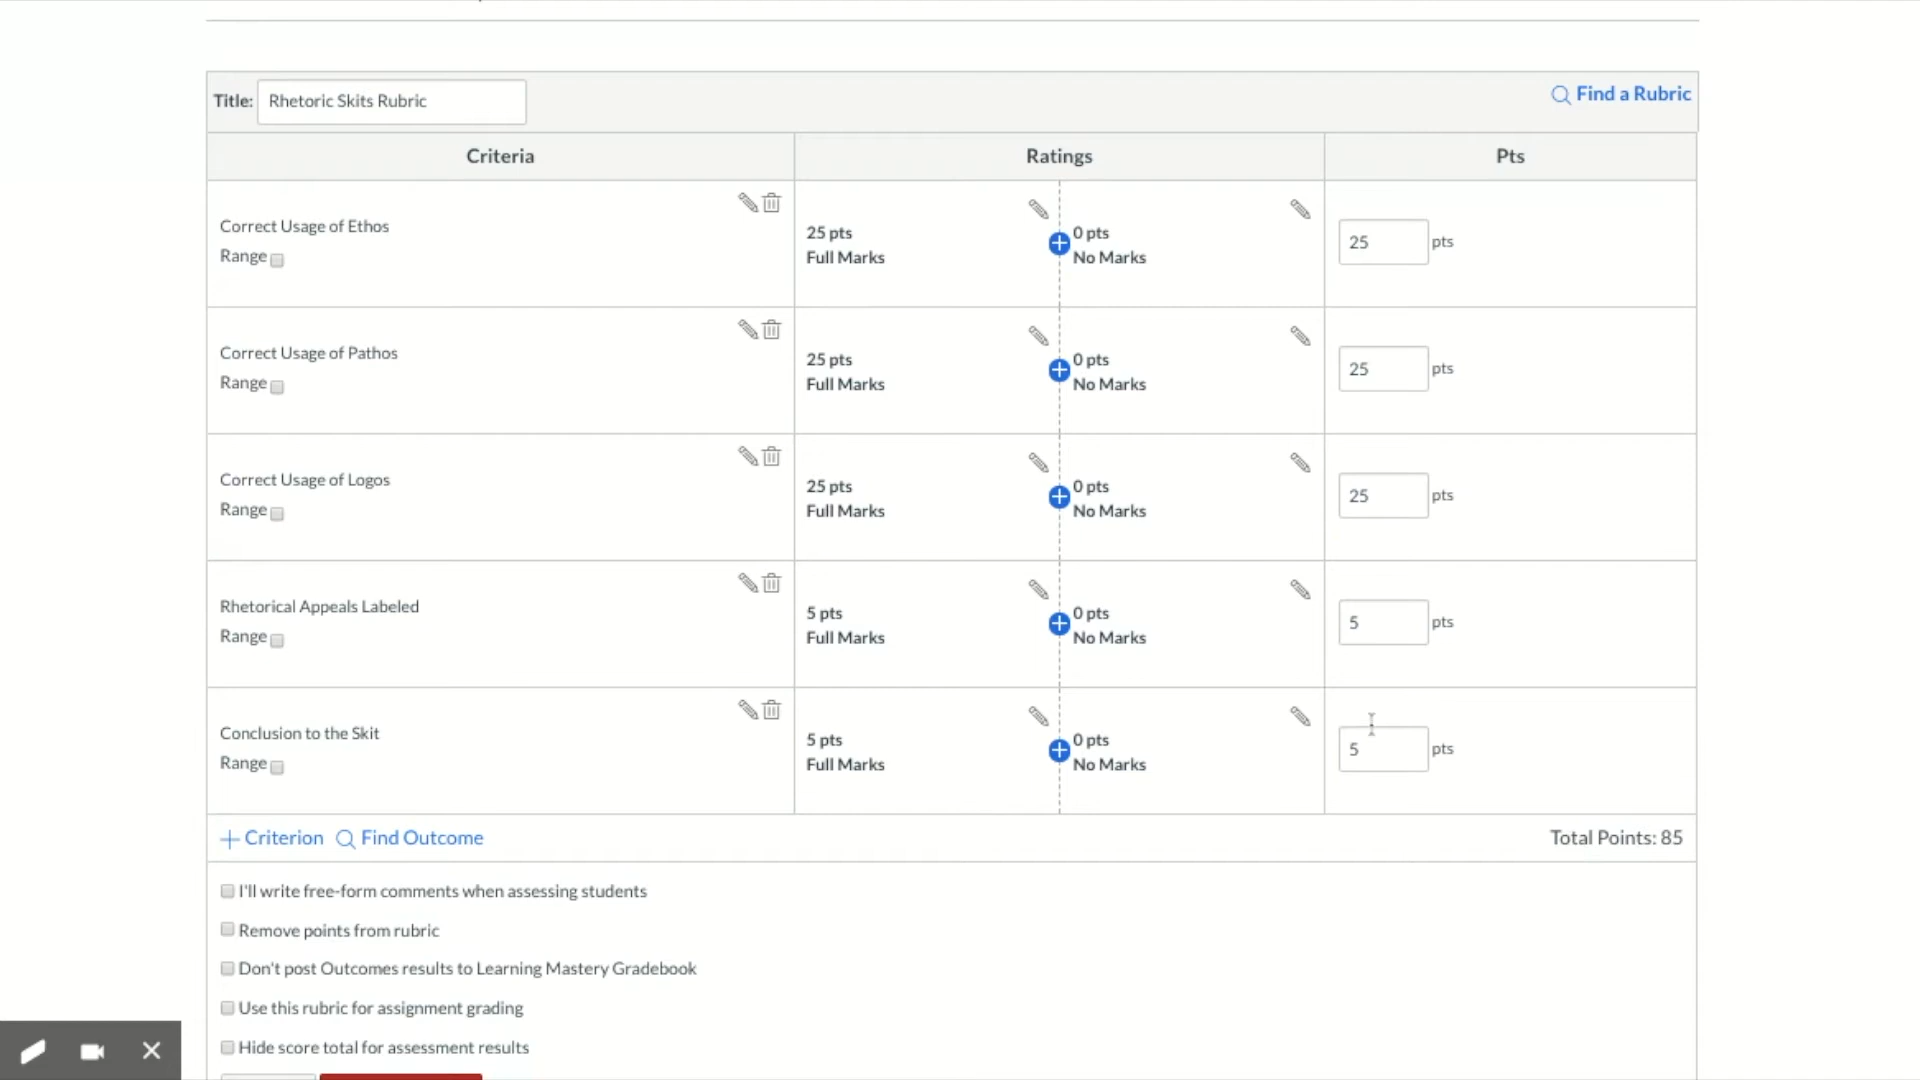 Title: Rhetoric Skits Rubric Find a Rubric
Criteria Ratings Pts
Correct Usage of Ethos
Range
25 pts
Full Marks
0 pts
No Marks
25 pts
Correct Usage of Pathos
Range
25 pts
Full Marks
0 pts
No Marks
25 pts
Correct Usage of Logos
Range
25 pts
Full Marks
0 pts
No Marks
25 pts
Rhetorical Appeals Labeled
Range
5 pts
Full Marks
0 pts
No Marks
5 pts
Conclusion to the Skit
Range
5 pts
Full Marks
0 pts
No Marks
5 pts
Criterion Find Outcome Total Points: 85
I'll write free-form comments when assessing students
Remove points from rubric
Don't post Outcomes results to Learning Mastery Gradebook
Use this rubric for assignment grading
Hide score total for assessment results